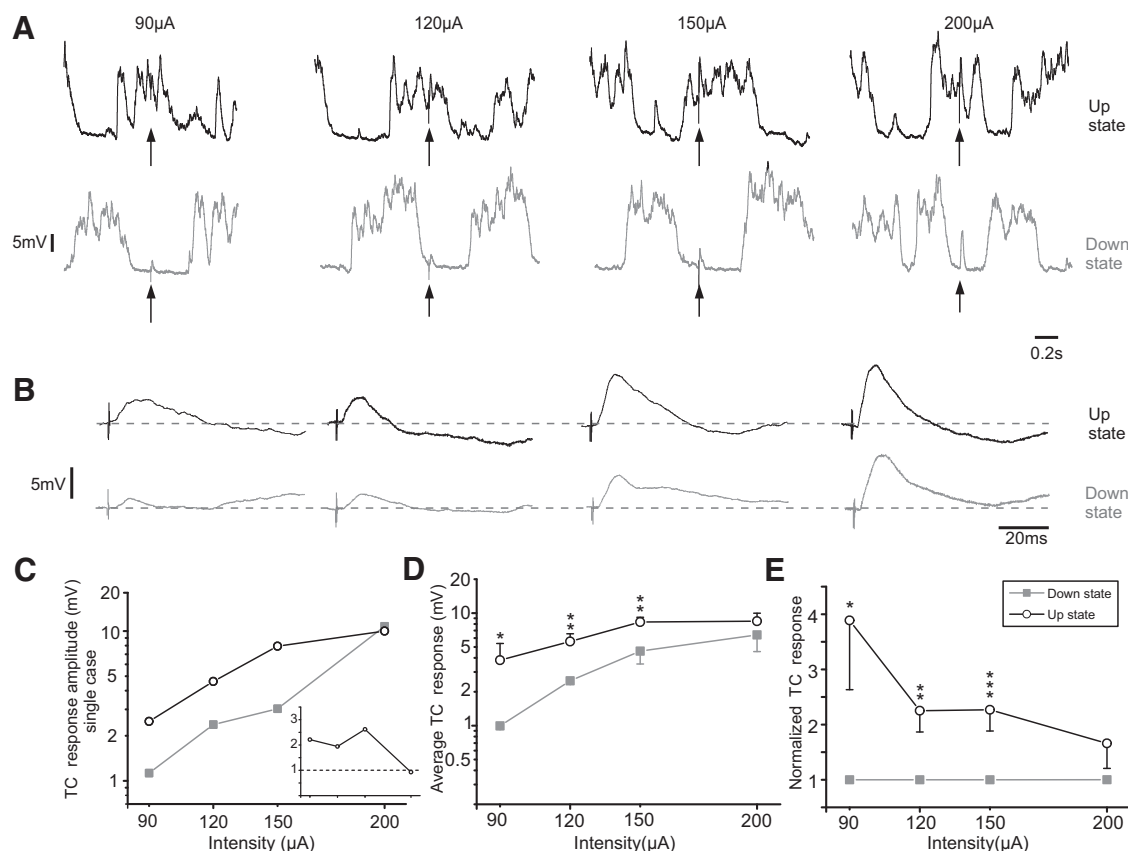 A
90µA 120µA 150µA 200µA
Up
state
5mV
Down
state
0.2s
B
Up
state
5mV
Down
state
20ms
C
TC response amplitude (mV)
single case
20
10
5
2
1
3
2
1
90 120 150 200
Intensity (µA)
D
Average TC response (mV)
20
10
5
2
1
0.5
*
**
**
90 120 150 200
Intensity(µA)
E
Normalized TC response
Down state
Up state
4
3
2
1
*
**
***
90 120 150 200
Intensity(µA)